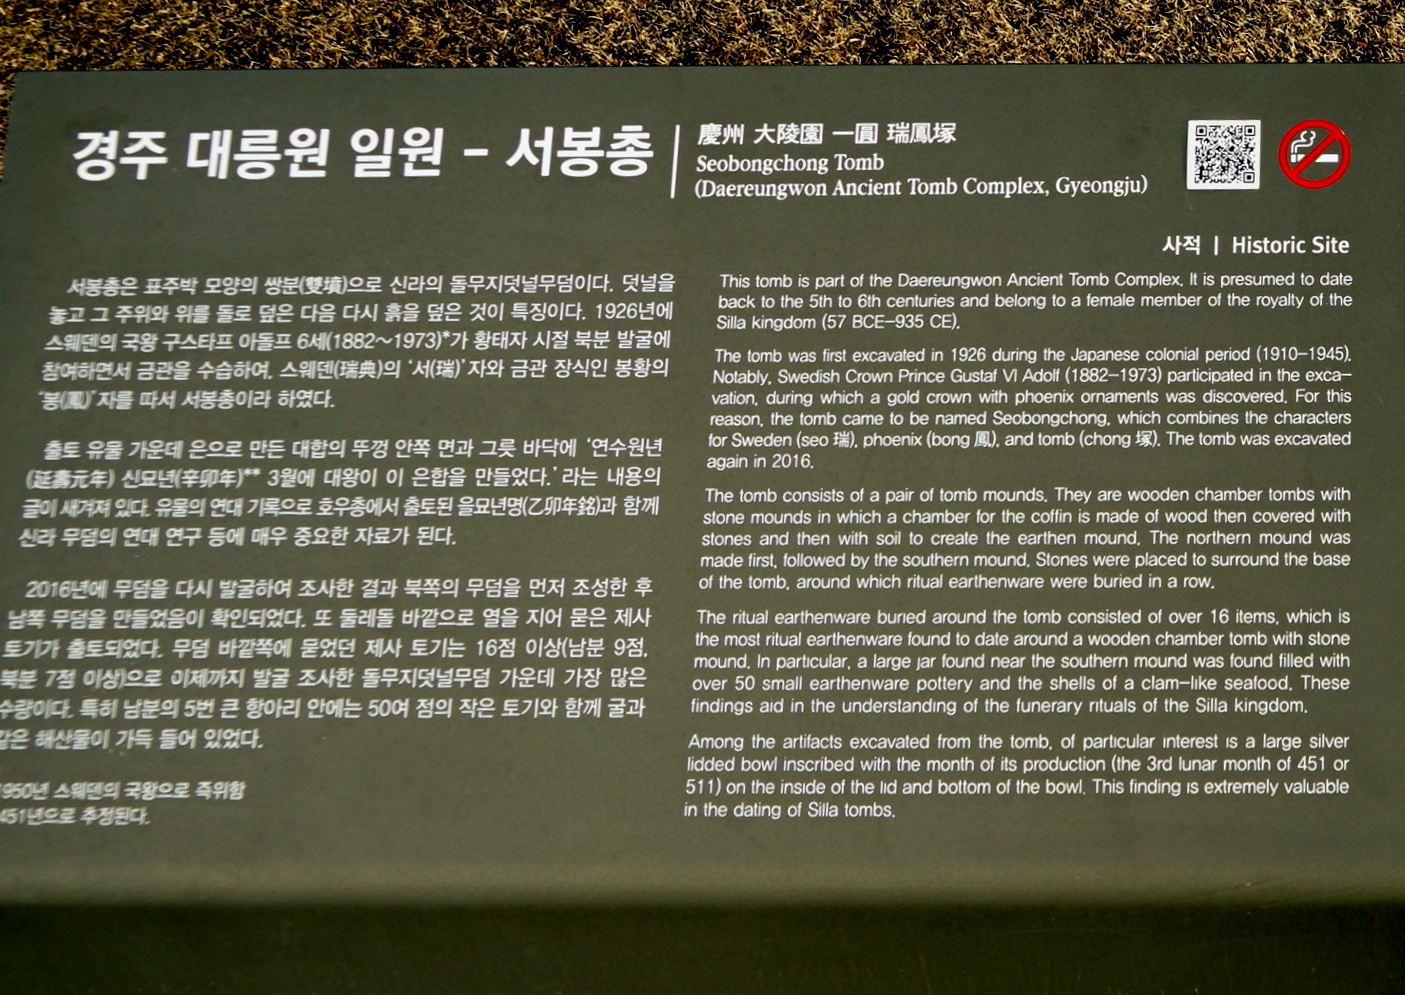 경주 대릉원 일원 - 서봉총
慶州 大陵園 一圓 瑞鳳塚
Seobongchong Tomb
(Daereungwon Ancient Tomb Complex, Gyeongju)
사적 | Historic Site
서봉총은 표주박 모양의 쌍분(雙墳)으로 신라의 돌무지덧널무덤이다. 덧널을
놓고 그 주위와 위를 돌로 덮은 다음 다시 흙을 덮은 것이 특징이다. 1926년에
스웨덴의 국왕 구스타프 아돌프 6세(1882~1973)*가 황태자 시절 북분 발굴에
참여하면서 금관을 수습하여, 스웨덴(瑞典)의 '서(瑞)'자와 금관 장식인 봉황의
'봉(鳳)'자를 따서 서봉총이라 하였다.
출토 유물 가운데 은으로 만든 대합의 뚜껑 안쪽 면과 그릇 바닥에 '연수원년
(延壽元年) 신묘년(辛卯年)** 3월에 대왕이 이 은합을 만들었다.'라는 내용의
글이 새겨져 있다. 유물의 연대 기록으로 호우총에서 출토된 을묘년명(乙卯年銘)과 함께
신라 무덤의 연대 연구 등에 매우 중요한 자료가 된다.
2016년에 무덤을 다시 발굴하여 조사한 결과 북쪽의 무덤을 먼저 조성한 후
남쪽 무덤을 만들었음이 확인되었다. 또 둘레돌 바깥으로 열을 지어 묻은 제사
토기가 출토되었다. 무덤 바깥쪽에 묻었던 제사 토기는 16점 이상(남분 9점,
북분 7점 이상)으로 이제까지 발굴 조사한 돌무지덧널무덤 가운데 가장 많은
수량이다. 특히 남분의 5번 큰 항아리 안에는 50여 점의 작은 토기와 함께 굴과
같은 해산물이 가득 들어 있었다.
1950년 스웨덴의 국왕으로 즉위함
451년으로 추정된다.
This tomb is part of the Daereungwon Ancient Tomb Complex. It is presumed to date
back to the 5th to 6th centuries and belong to a female member of the royalty of the
Silla kingdom (57 BCE-935 CE).
The tomb was first excavated in 1926 during the Japanese colonial period (1910-1945).
Notably, Swedish Crown Prince Gustaf VI Adolf (1882-1973) participated in the exca-
vation, during which a gold crown with phoenix ornaments was discovered. For this
reason, the tomb came to be named Seobongchong, which combines the characters
for Sweden (seo 瑞), phoenix (bong 鳳), and tomb (chong 塚). The tomb was excavated
again in 2016.
The tomb consists of a pair of tomb mounds. They are wooden chamber tombs with
stone mounds in which a chamber for the coffin is made of wood then covered with
stones and then with soil to create the earthen mound. The northern mound was
made first, followed by the southern mound. Stones were placed to surround the base
of the tomb, around which ritual earthenware were buried in a row.
The ritual earthenware buried around the tomb consisted of over 16 items, which is
the most ritual earthenware found to date around a wooden chamber tomb with stone
mound. In particular, a large jar found near the southern mound was found filled with
over 50 small earthenware pottery and the shells of a clam-like seafood. These
findings aid in the understanding of the funerary rituals of the Silla kingdom.
Among the artifacts excavated from the tomb, of particular interest is a large silver
lidded bowl inscribed with the month of its production (the 3rd lunar month of 451 or
511) on the inside of the lid and bottom of the bowl. This finding is extremely valuable
in the dating of Silla tombs.